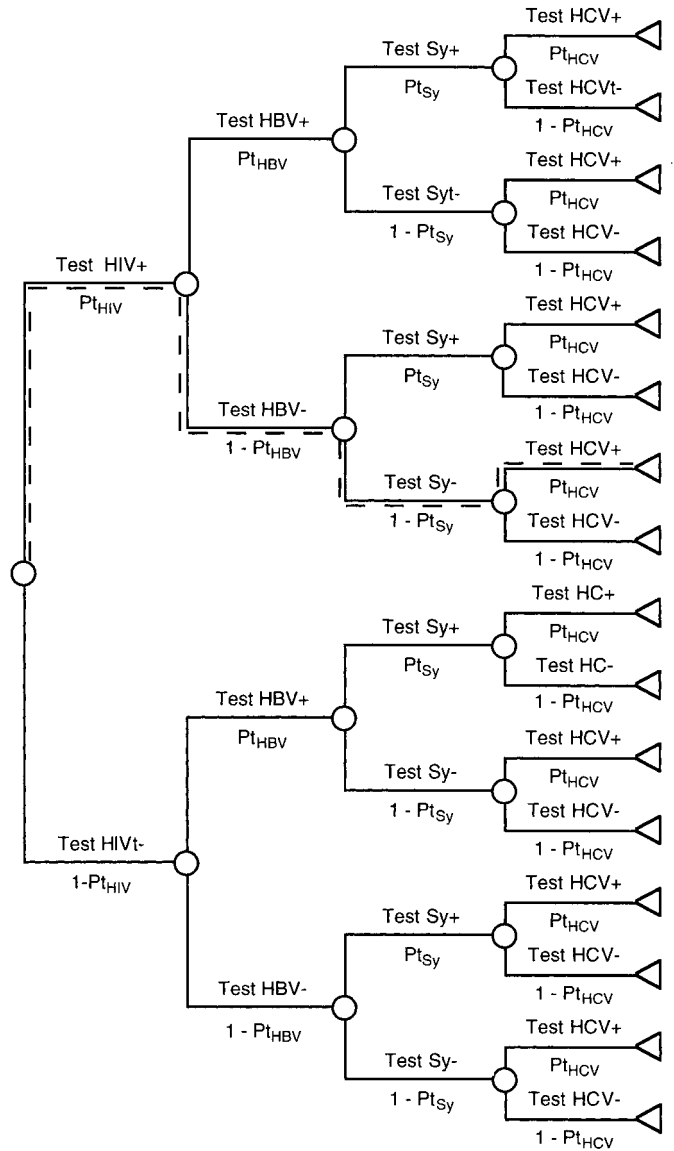 Test HCV+
Test Sy+
Pt_HCV
Pt_Sy
Test HCVt-
Test HBV+
1 - Pt_HCV
Pt_HBV
Test HCV+
Test Syt-
Pt_HCV
1 - Pt_Sy
Test HCV-
Test HIV+
1 - Pt_HCV
Pt_HIV
Test HCV+
Test Sy+
Pt_HCV
Pt_Sy
Test HCV-
Test HBV-
1 - Pt_HCV
1 - Pt_HBV
Test HCV+
Test Sy-
Pt_HCV
1 - Pt_Sy
Test HCV-
1 - Pt_HCV
Test HC+
Test Sy+
Pt_HCV
Pt_Sy
Test HC-
Test HBV+
1 - Pt_HCV
Pt_HBV
Test HCV+
Test Sy-
Pt_HCV
1 - Pt_Sy
Test HCV-
Test HIVt-
1 - Pt_HCV
1-Pt_HIV
Test HCV+
Test Sy+
Pt_HCV
Pt_Sy
Test HCV-
Test HBV-
1 - Pt_HCV
1 - Pt_HBV
Test HCV+
Test Sy-
Pt_HCV
1 - Pt_Sy
Test HCV-
1 - Pt_HCV